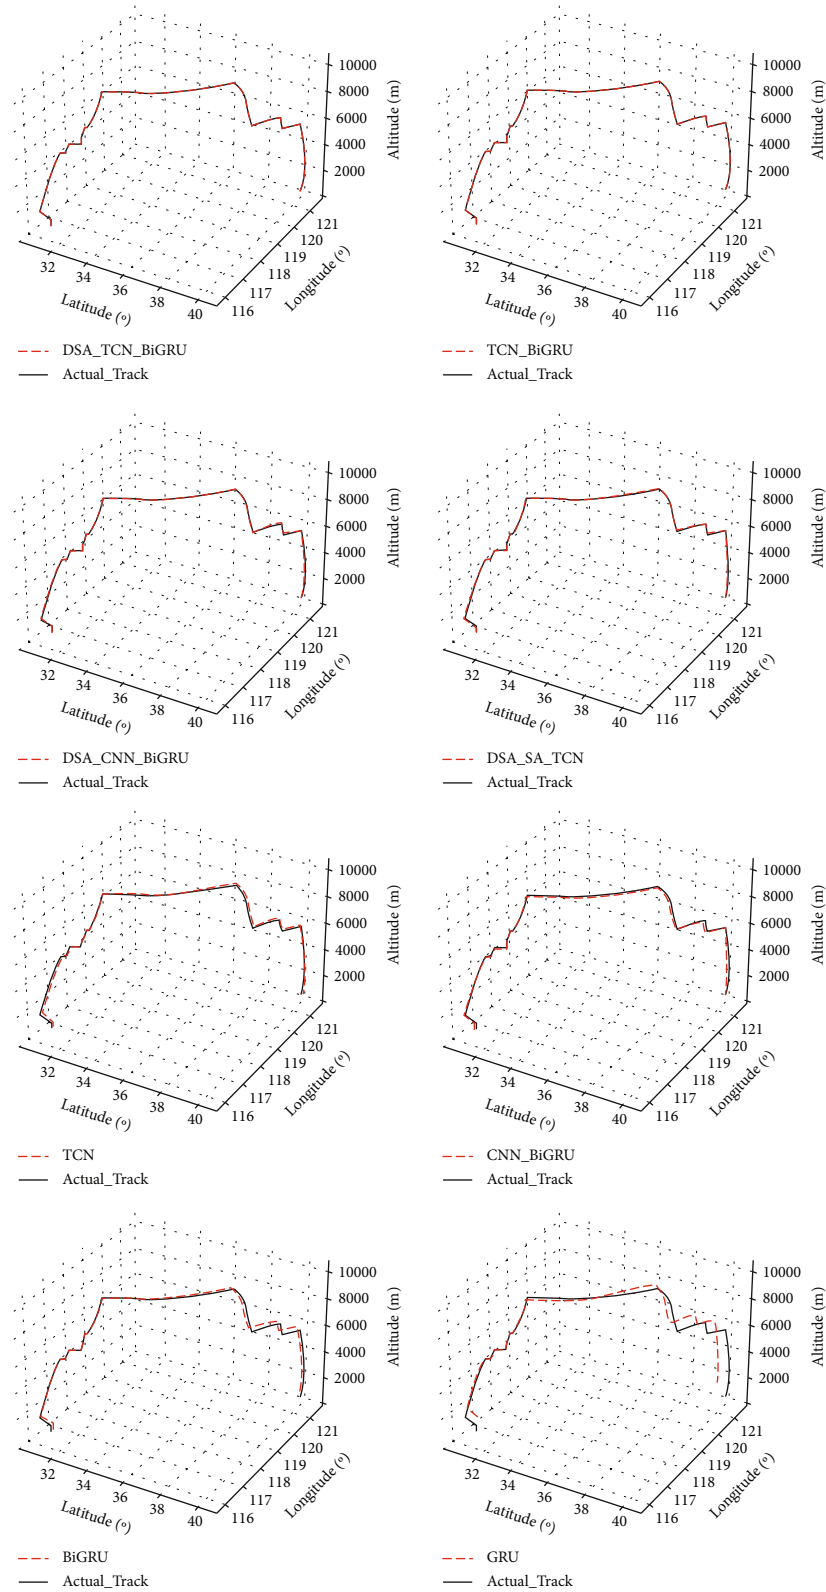 10000 10000
8000 8000
6000 6000
4000 4000
2000 2000
Altitude (m) Altitude (m)
121 121
120 120
119 119
118 118
117 117
116 116
Longitude (°) Longitude (°)
32 34 36 38 40 32 34 36 38 40
Latitude (°) Latitude (°)
DSA_TCN_BiGRU TCN_BiGRU
Actual_Track Actual_Track
10000 10000
8000 8000
6000 6000
4000 4000
2000 2000
Altitude (m) Altitude (m)
121 121
120 120
119 119
118 118
117 117
116 116
Longitude (°) Longitude (°)
32 34 36 38 40 32 34 36 38 40
Latitude (°) Latitude (°)
DSA_CNN_BiGRU DSA_SA_TCN
Actual_Track Actual_Track
10000 10000
8000 8000
6000 6000
4000 4000
2000 2000
Altitude (m) Altitude (m)
121 121
120 120
119 119
118 118
117 117
116 116
Longitude (°) Longitude (°)
32 34 36 38 40 32 34 36 38 40
Latitude (°) Latitude (°)
TCN CNN_BiGRU
Actual_Track Actual_Track
10000 10000
8000 8000
6000 6000
4000 4000
2000 2000
Altitude (m) Altitude (m)
121 121
120 120
119 119
118 118
117 117
116 116
Longitude (°) Longitude (°)
32 34 36 38 40 32 34 36 38 40
Latitude (°) Latitude (°)
BiGRU GRU
Actual_Track Actual_Track